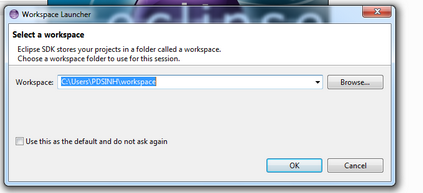 eclipse
Workspace Launcher
Select a workspace
Eclipse SDK stores your projects in a folder called a workspace.
Choose a workspace folder to use for this session.
Workspace: C:\Users\PDSINH\workspace Browse...
Use this as the default and do not ask again
OK Cancel